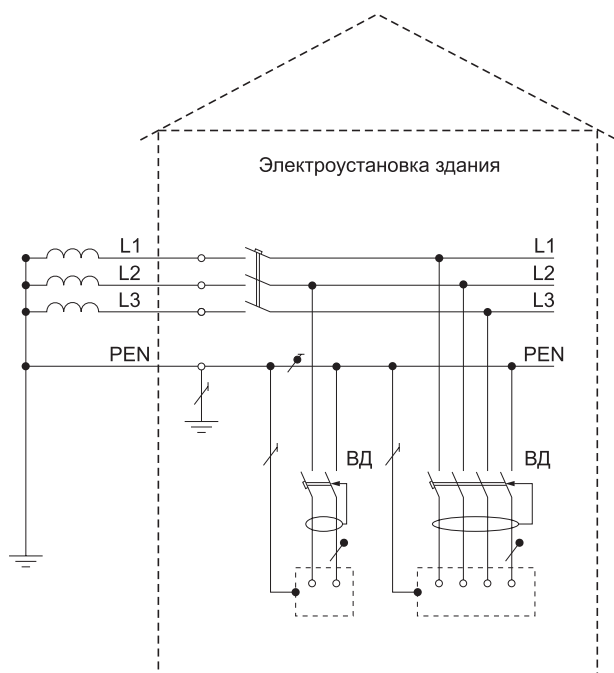 Электроустановка здания
L1 L1
L2 L2
L3 L3
PEN PEN
ВД ВД